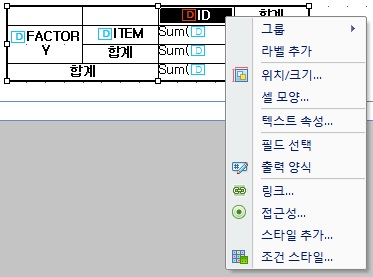 D ID 합계
D FACTOR
Y
D ITEM
Sum( D
합계
Sum( D
합계
Sum( D
그룹
라벨 추가
위치/크기...
셀 모양...
텍스트 속성...
필드 선택
출력 양식
링크...
접근성...
스타일 추가...
조건 스타일...